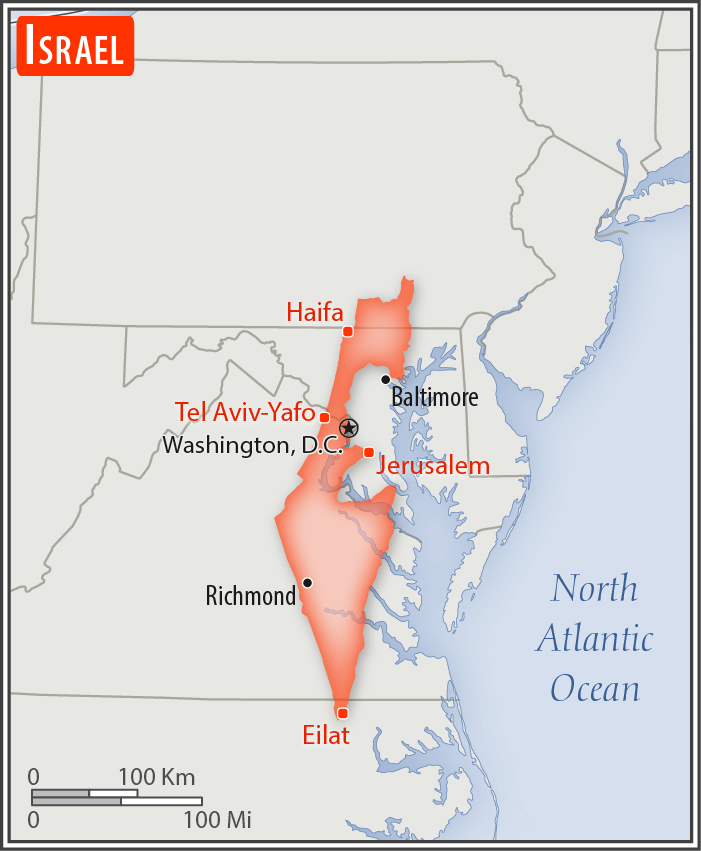 ISRAEL
Haifa
Baltimore
Tel Aviv-Yafo
Washington, D.C.
Jerusalem
Richmond
North
Atlantic
Ocean
Eilat
0 100 Km
0 100 Mi